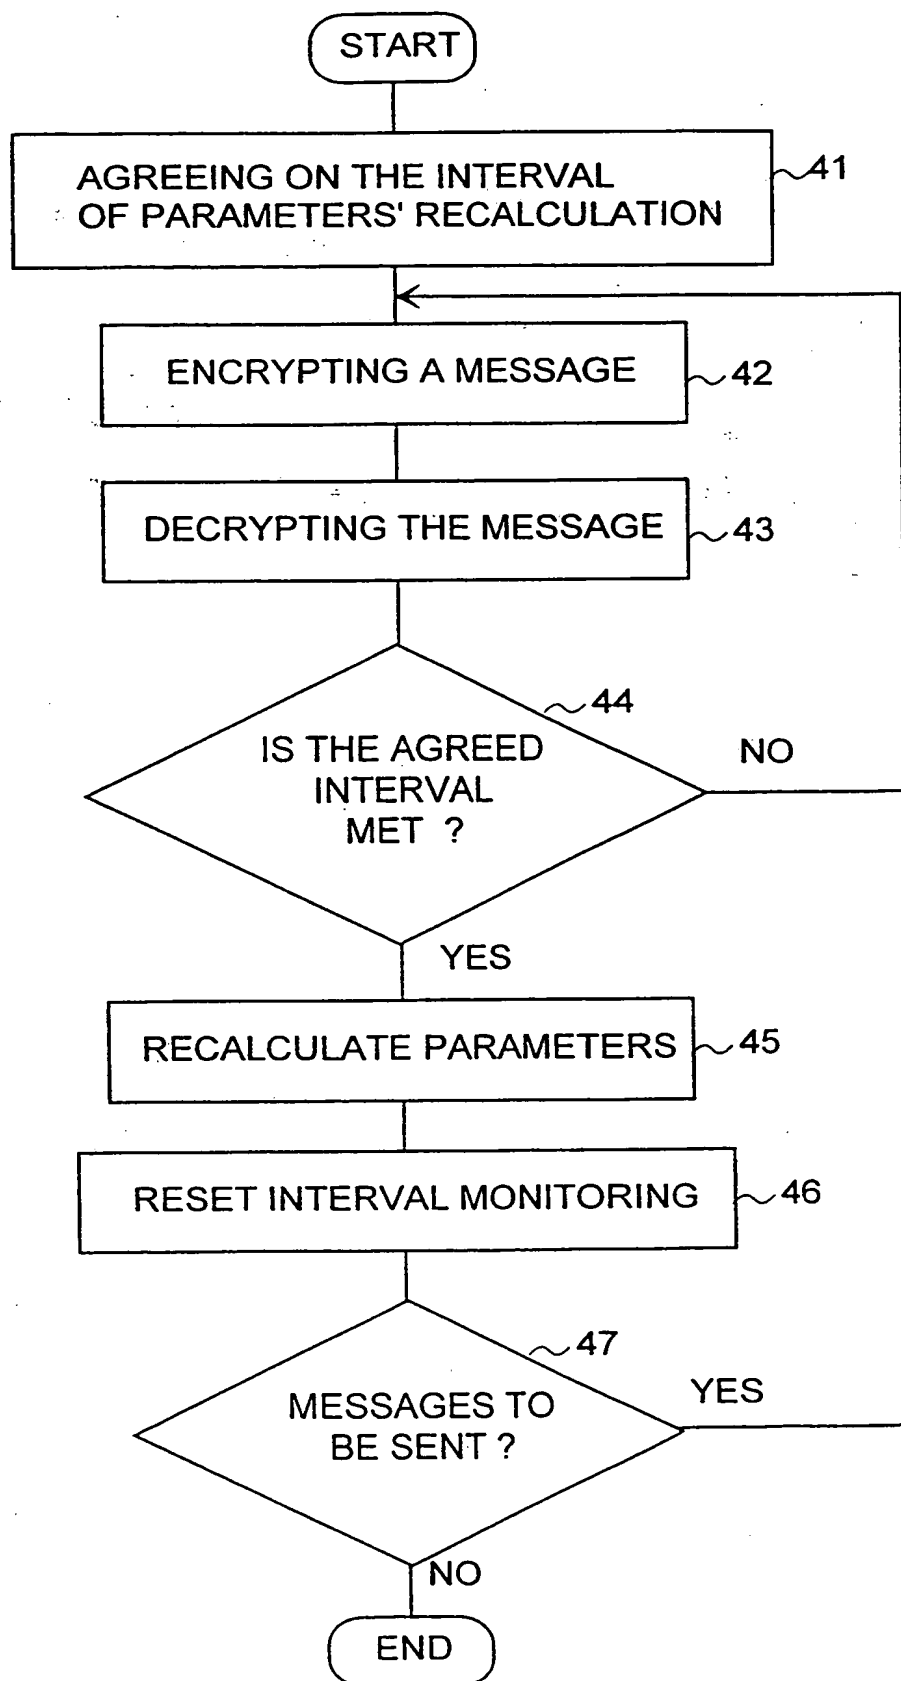 START
AGREEING ON THE INTERVAL
OF PARAMETERS' RECALCULATION
41
ENCRYPTING A MESSAGE
42
DECRYPTING THE MESSAGE
43
44
IS THE AGREED
INTERVAL
MET ?
NO
YES
RECALCULATE PARAMETERS
45
RESET INTERVAL MONITORING
46
47
MESSAGES TO
BE SENT ?
YES
NO
END